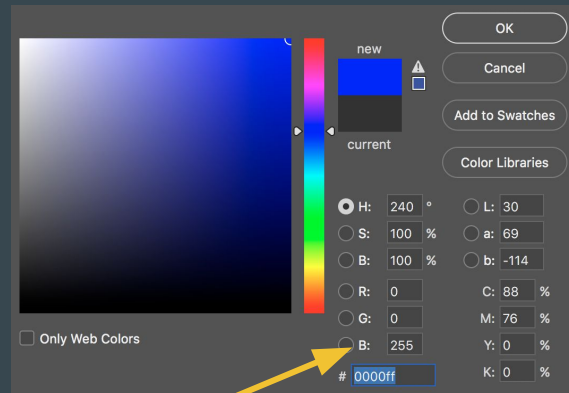 new
current
OK
Cancel
Add to Swatches
Color Libraries
H: 240 °
S: 100 %
B: 100 %
R: 0
G: 0
B: 255
# 0000ff
L: 30
a: 69
b: -114
C: 88 %
M: 76 %
Y: 0 %
K: 0 %
Only Web Colors